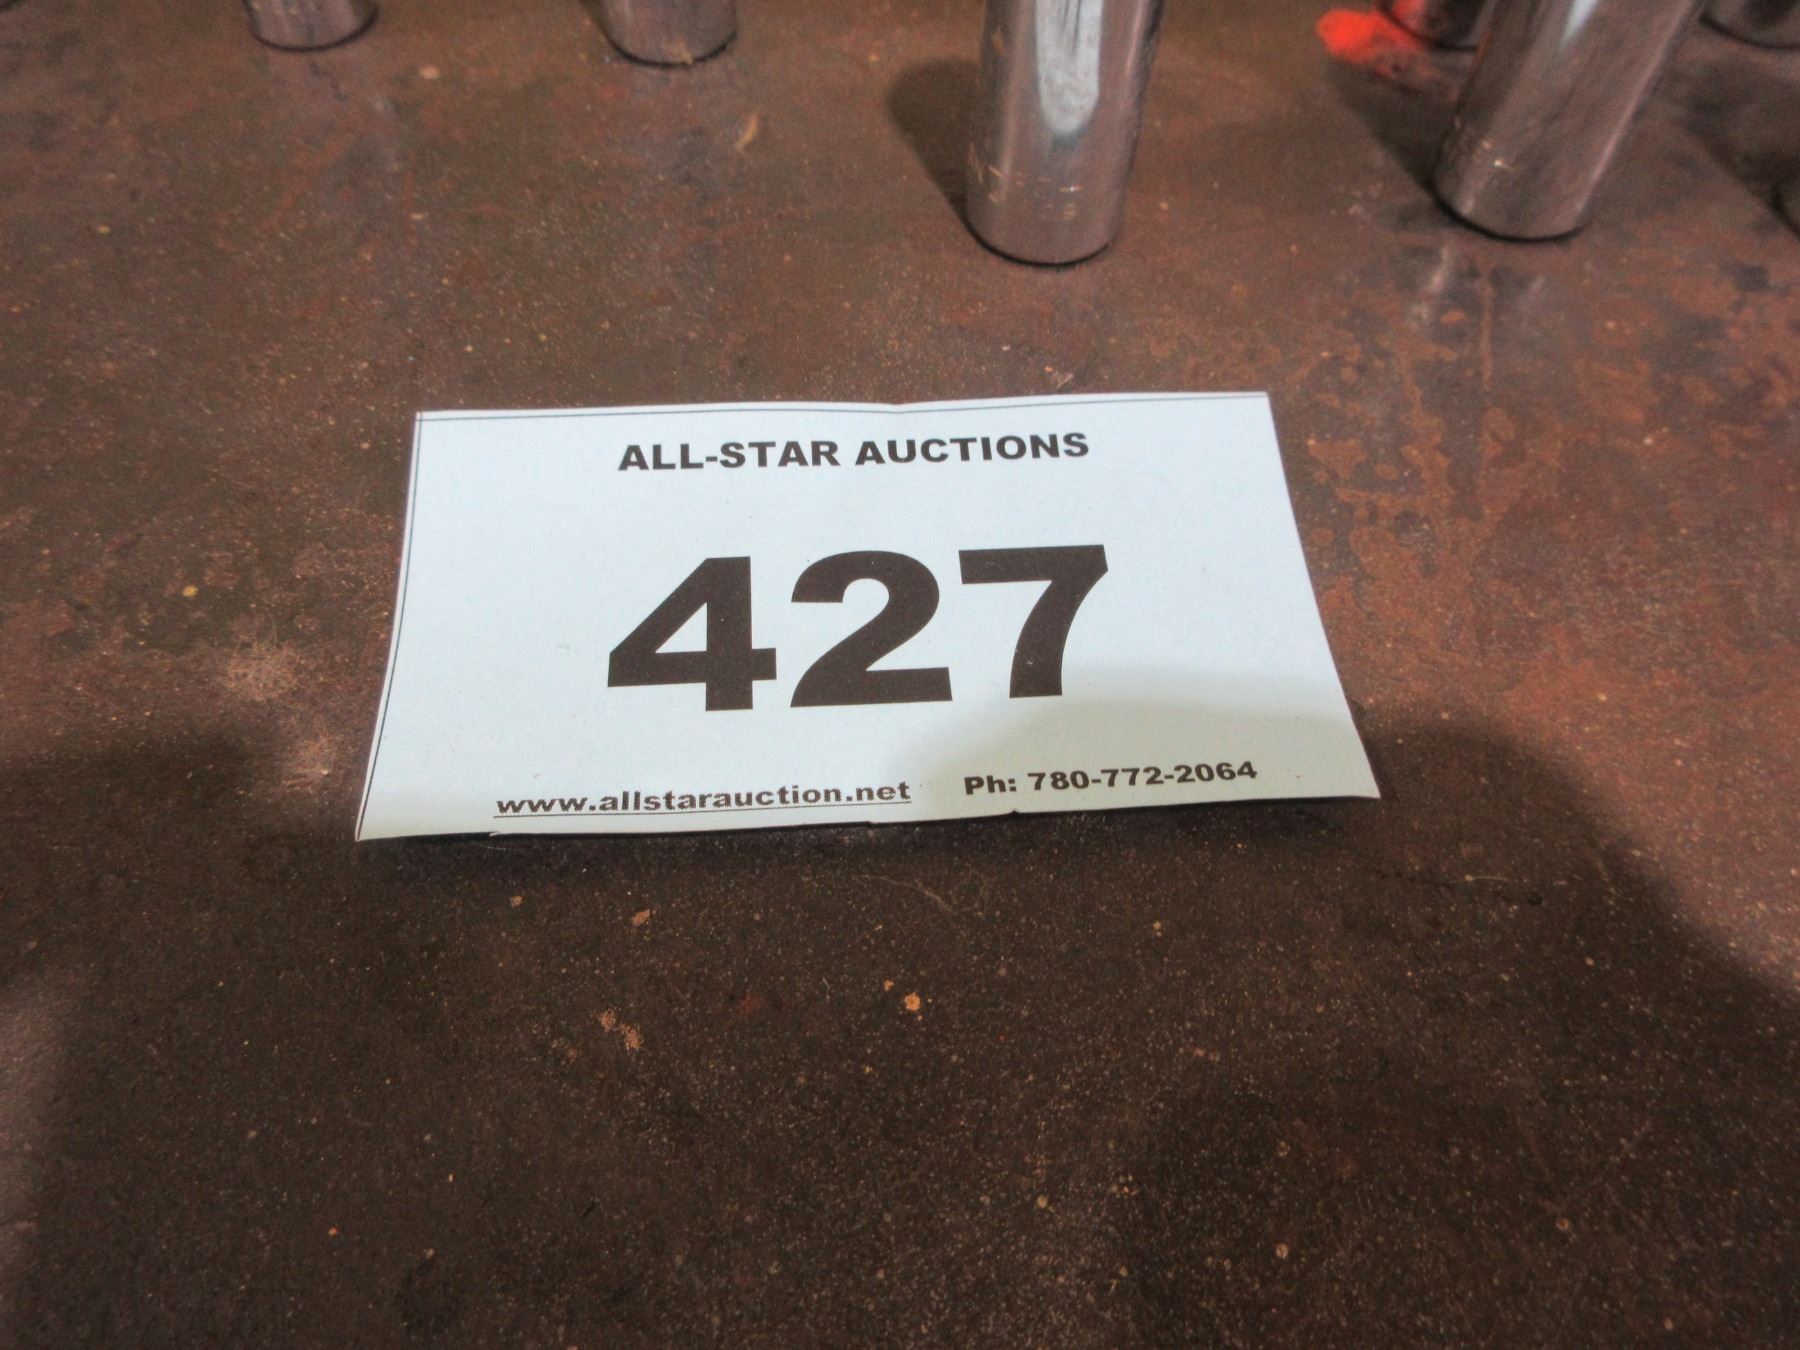 ALL-STAR AUCTIONS
427
www.allstarauction.net Ph: 780-772-2064